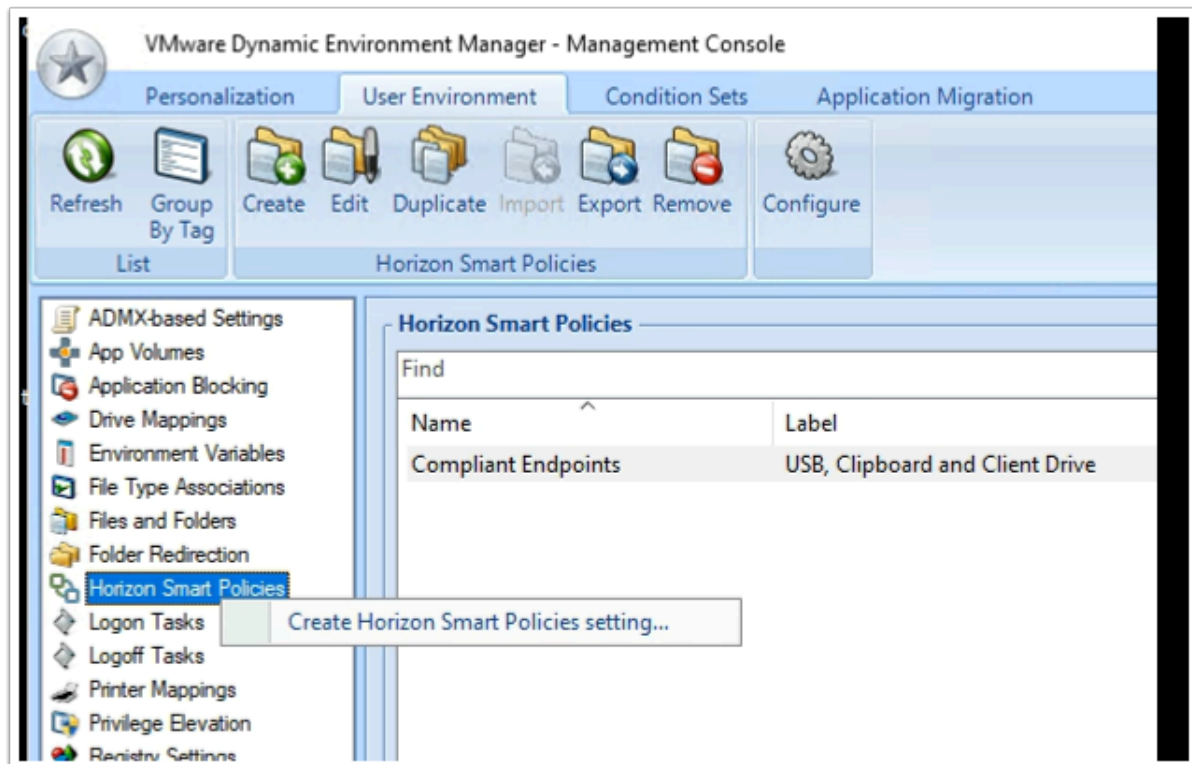 VMware Dynamic Environment Manager - Management Console
Personalization
User Environment
Condition Sets
Application Migration
Refresh
Group
By Tag
Create
Edit
Duplicate
Import
Export
Remove
Configure
List
Horizon Smart Policies
ADMX-based Settings
App Volumes
Application Blocking
Drive Mappings
Environment Variables
File Type Associations
Files and Folders
Folder Redirection
Horizon Smart Policies
Logon Tasks
Logoff Tasks
Printer Mappings
Privilege Elevation
Registry Settings
Create Horizon Smart Policies setting...
Horizon Smart Policies
Find
Name
Label
Compliant Endpoints
USB, Clipboard and Client Drive